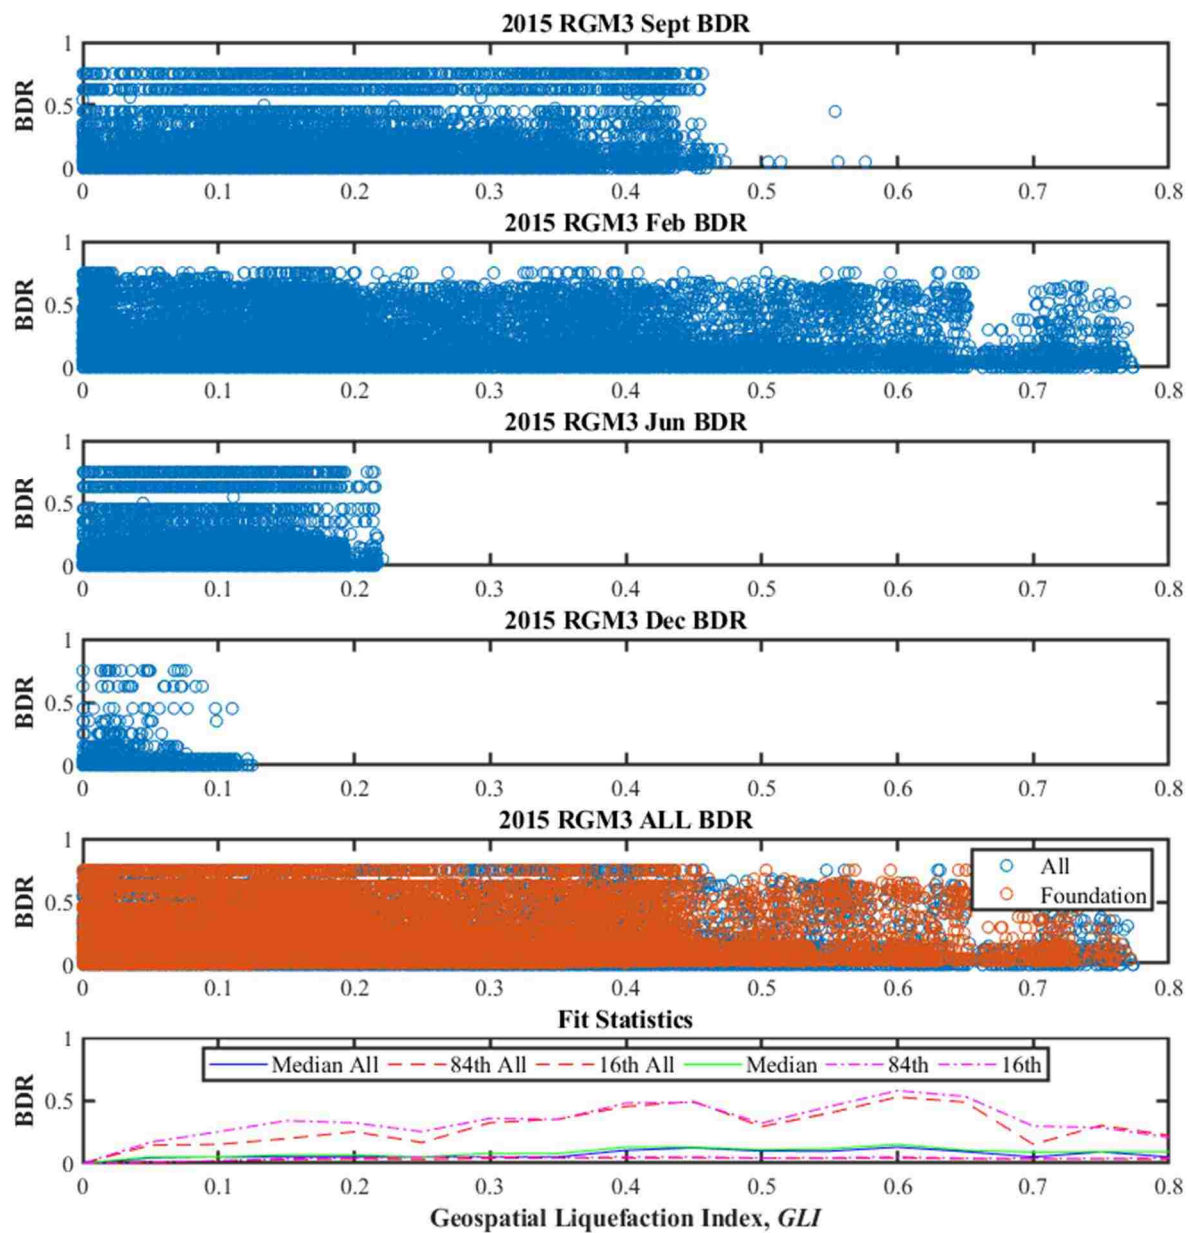 2015 RGM3 Sept BDR
1
0.5
0
BDR
0 0.1 0.2 0.3 0.4 0.5 0.6 0.7 0.8
2015 RGM3 Feb BDR
1
0.5
0
BDR
0 0.1 0.2 0.3 0.4 0.5 0.6 0.7 0.8
2015 RGM3 Jun BDR
1
0.5
0
BDR
0 0.1 0.2 0.3 0.4 0.5 0.6 0.7 0.8
2015 RGM3 Dec BDR
1
0.5
0
BDR
0 0.1 0.2 0.3 0.4 0.5 0.6 0.7 0.8
2015 RGM3 ALL BDR
1
0.5
0
BDR
All
Foundation
0 0.1 0.2 0.3 0.4 0.5 0.6 0.7 0.8
Fit Statistics
1
0.5
0
BDR
Median All 84th All 16th All Median 84th 16th
0 0.1 0.2 0.3 0.4 0.5 0.6 0.7 0.8
Geospatial Liquefaction Index, GLI